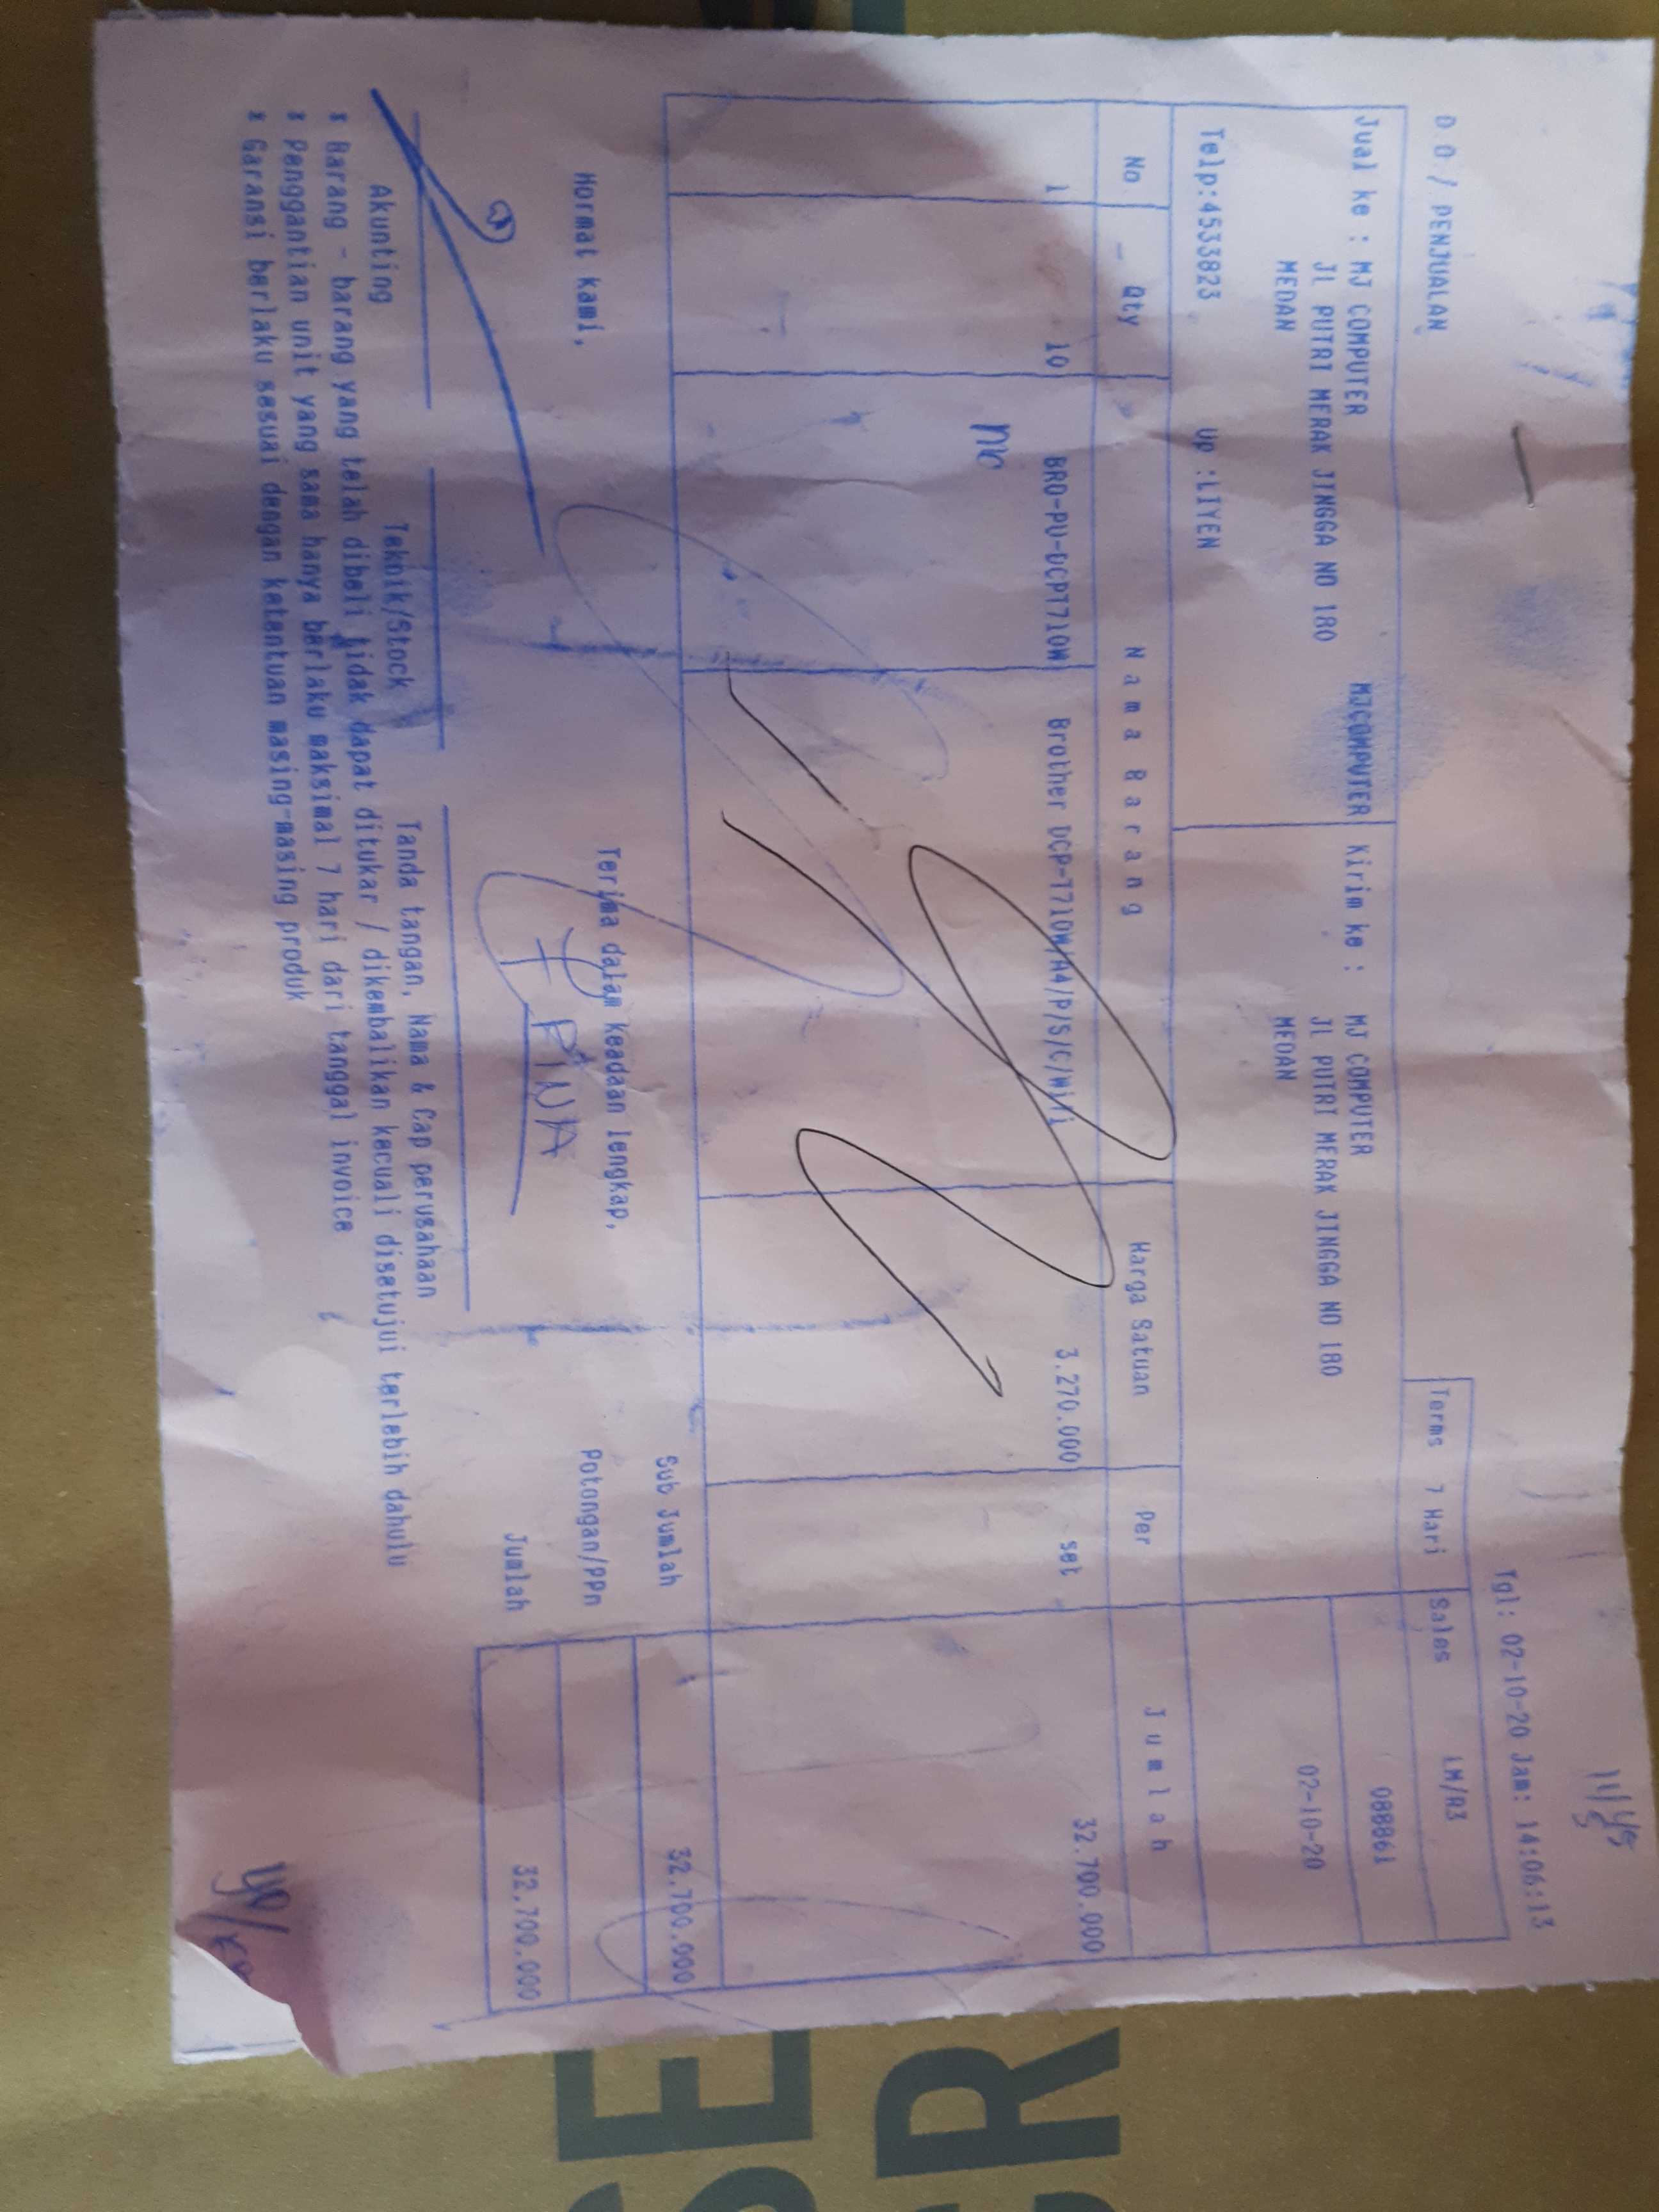 Tgl: 02-10-20 Jam: 14:06:13
D O / PENJUALAN
Terms 7 Hari Sales LM/A3
Jual ke : MJ COMPUTER MJCOMPUTER Kirim ke : MJ COMPUTER 088861
Jl PUTRI MERAK JINGGA NO 180 Jl PUTRI MERAK JINGGA NO 180
MEDAN MEDAN 02-10-20
Telp:4533823 Up :LIYEN
No - Qty Nama Barang Harga Satuan Per Jumlah
1 10 BRO-PU-DCPT710W Brother DCP-T710W/A4/P/S/C/Wifi 3.270.000 set 32.700.000
Sub Jumlah 32.700.000
Hormat kami, Terima dalam keadaan lengkap, Potongan/PPn
Jumlah 32.700.000
PINA
Akunting Teknik/Stock Tanda tangan, Nama & Cap perusahaan
* Barang - barang yang telah dibeli tidak dapat ditukar / dikembalikan kecuali disetujui terlebih dahulu
* Penggantian unit yang sama hanya berlaku maksimal 7 hari dari tanggal invoice
* Garansi berlaku sesuai dengan ketentuan masing-masing produk